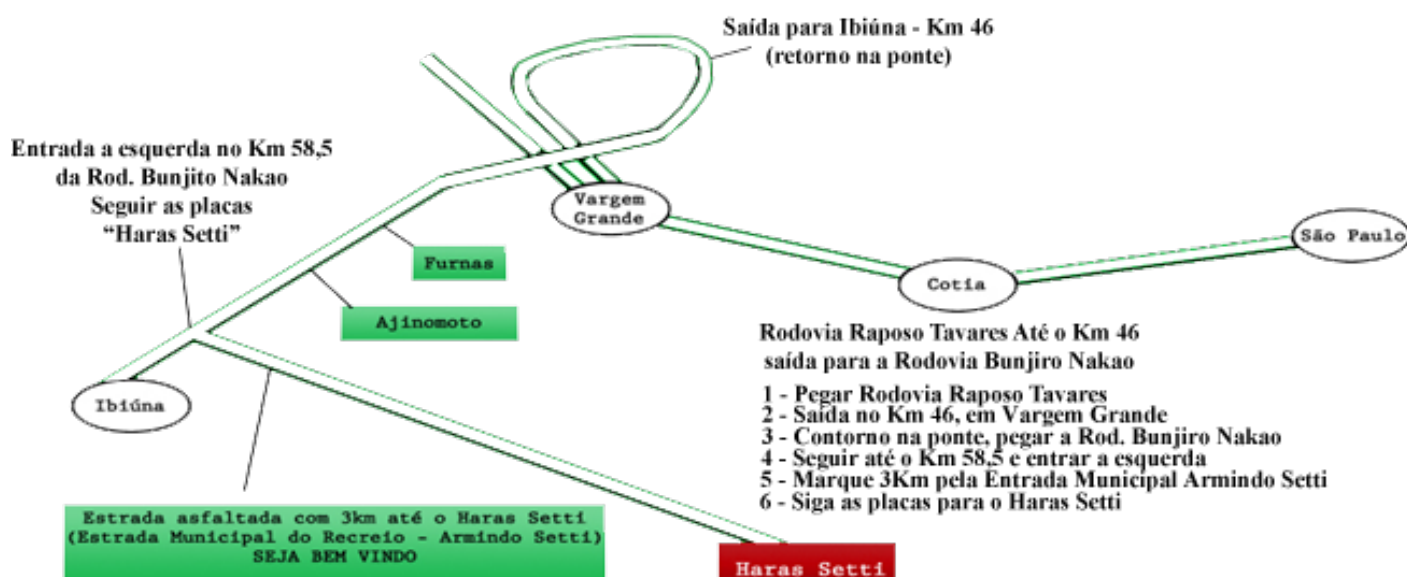 Saída para Ibiúna - Km 46
(retorno na ponte)
Entrada a esquerda no Km 58,5
da Rod. Bunjito Nakao
Seguir as placas
“Haras Setti”
Vargem
Grande
São Paulo
Furnas
Cotia
Ajinomoto
Ibiúna
Rodovia Raposo Tavares Até o Km 46
saída para a Rodovia Bunjiro Nakao
1 - Pegar Rodovia Raposo Tavares
2 - Saída no Km 46, em Vargem Grande
3 - Contorno na ponte, pegar a Rod. Bunjiro Nakao
4 - Seguir até o Km 58,5 e entrar a esquerda
5 - Marque 3Km pela Entrada Municipal Armindo Setti
6 - Siga as placas para o Haras Setti
Estrada asfaltada com 3km até o Haras Setti
(Estrada Municipal do Recreio - Armindo Setti)
SEJA BEM VINDO
Haras Setti